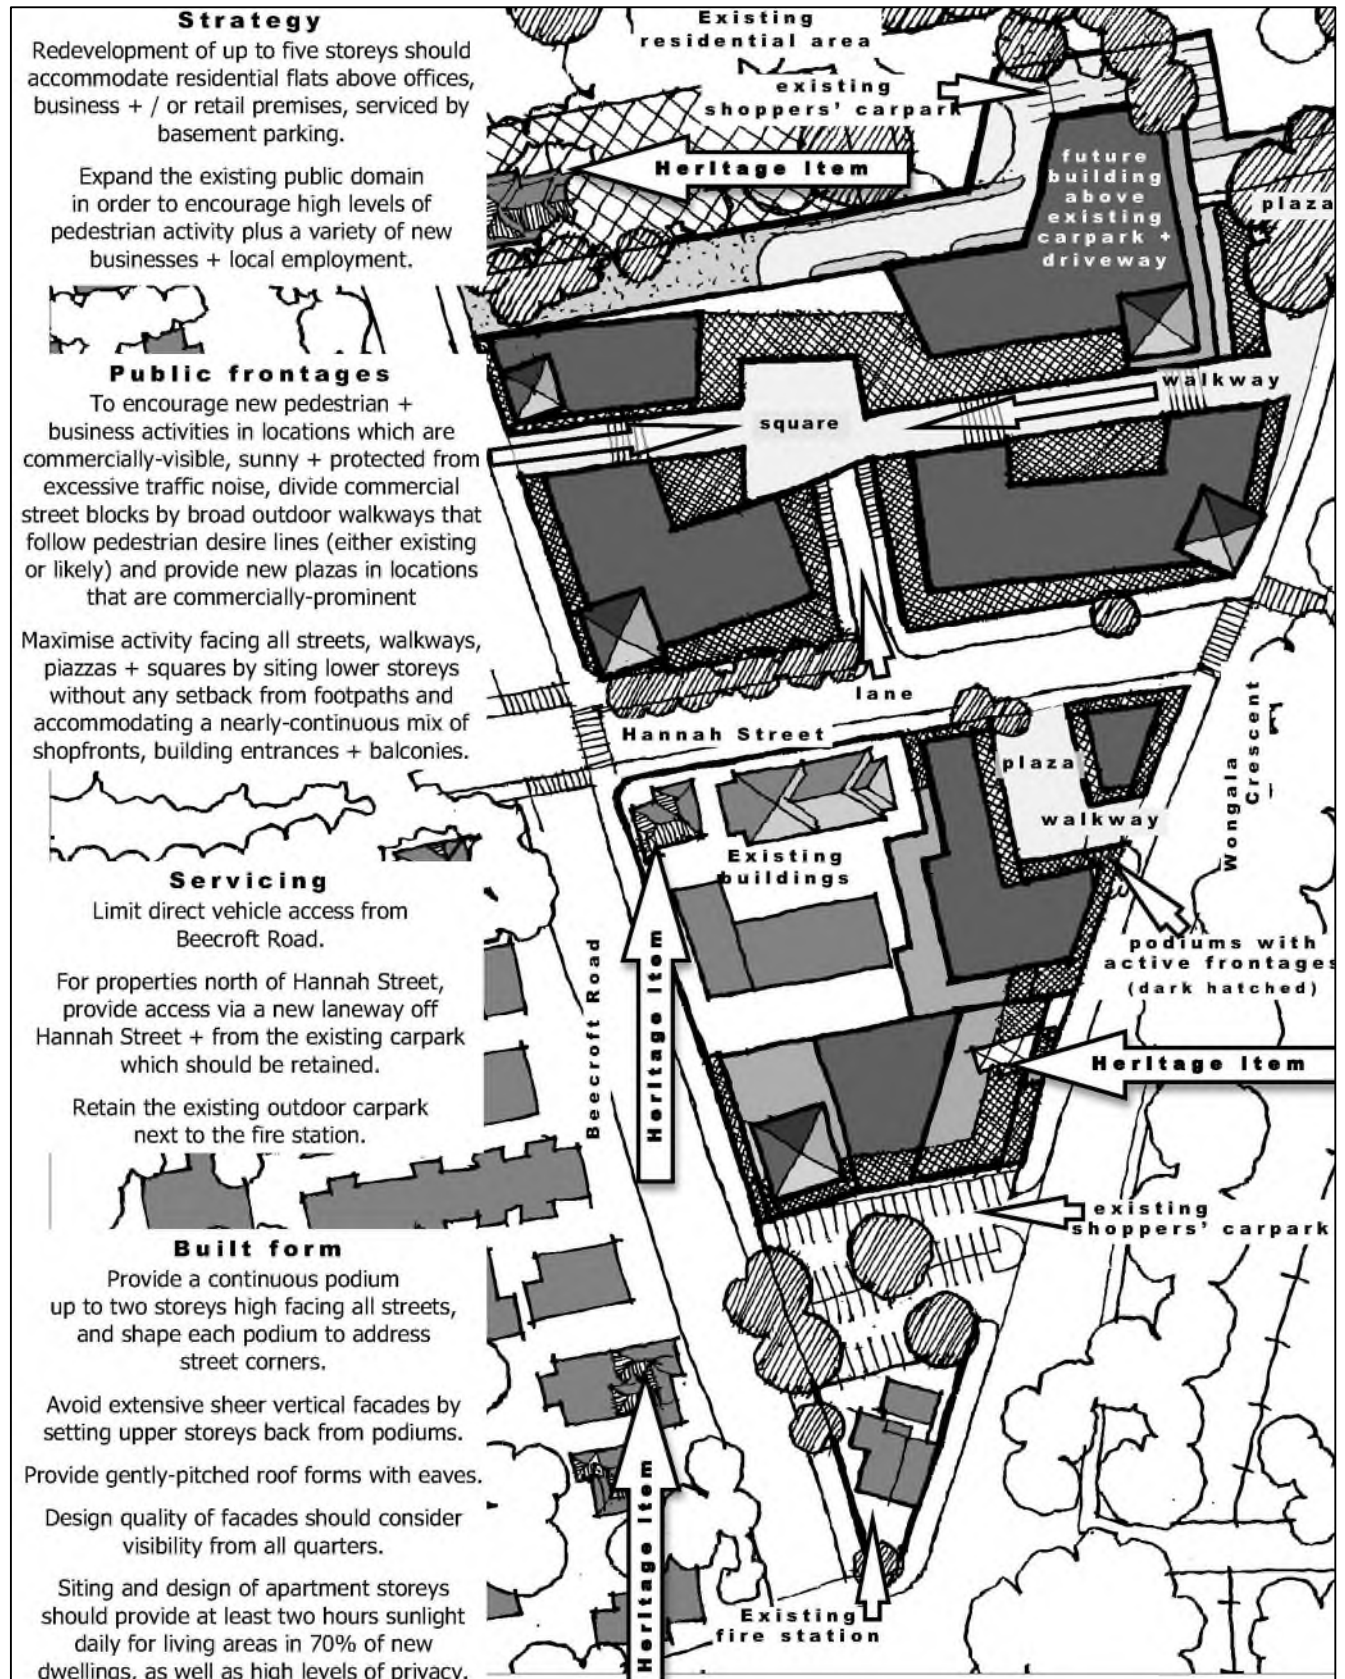 Strategy
Redevelopment of up to five storeys should
accommodate residential flats above offices,
business + / or retail premises, serviced by
basement parking.
Expand the existing public domain
in order to encourage high levels of
pedestrian activity plus a variety of new
businesses + local employment.
Public frontages
To encourage new pedestrian +
business activities in locations which are
commercially-visible, sunny + protected from
excessive traffic noise, divide commercial
street blocks by broad outdoor walkways that
follow pedestrian desire lines (either existing
or likely) and provide new plazas in locations
that are commercially-prominent
Maximise activity facing all streets, walkways,
piazzas + squares by siting lower storeys
without any setback from footpaths and
accommodating a nearly-continuous mix of
shopfronts, building entrances + balconies.
Servicing
Limit direct vehicle access from
Beecroft Road.
For properties north of Hannah Street,
provide access via a new laneway off
Hannah Street + from the existing carpark
which should be retained.
Retain the existing outdoor carpark
next to the fire station.
Built form
Provide a continuous podium
up to two storeys high facing all streets,
and shape each podium to address
street corners.
Avoid extensive sheer vertical facades by
setting upper storeys back from podiums.
Provide gently-pitched roof forms with eaves.
Design quality of facades should consider
visibility from all quarters.
Siting and design of apartment storeys
should provide at least two hours sunlight
daily for living areas in 70% of new
dwellings, as well as high levels of privacy.
Existing
residential area
existing
shoppers' carpark
Heritage Item
future
building
above
existing
carpark +
driveway
plaza
walkway
square
lane
Hannah Street
plaza
walkway
Wongala
Crescent
Existing
buildings
podiums with
active frontages
(dark hatched)
Beecroft Road
Heritage Item
Heritage Item
existing
shoppers' carpark
Heritage Item
Existing
fire station